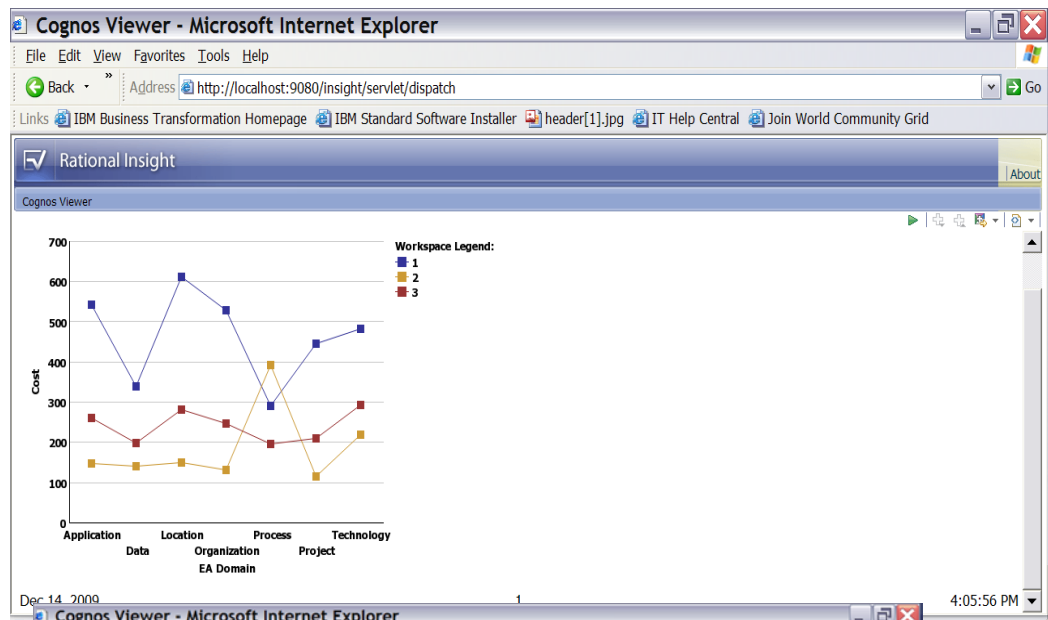 Cognos Viewer - Microsoft Internet Explorer
File Edit View Favorites Tools Help
Back » Address http://localhost:9080/insight/servlet/dispatch Go
Links IBM Business Transformation Homepage IBM Standard Software Installer header[1].jpg IT Help Central Join World Community Grid
Rational Insight
About
Cognos Viewer
Workspace Legend:
1
2
3
700
600
500
400
300
200
100
0
Cost
Application Location Process Technology
Data Organization Project
EA Domain
Dec 14, 2009 1 4:05:56 PM
Cognos Viewer - Microsoft Internet Explorer